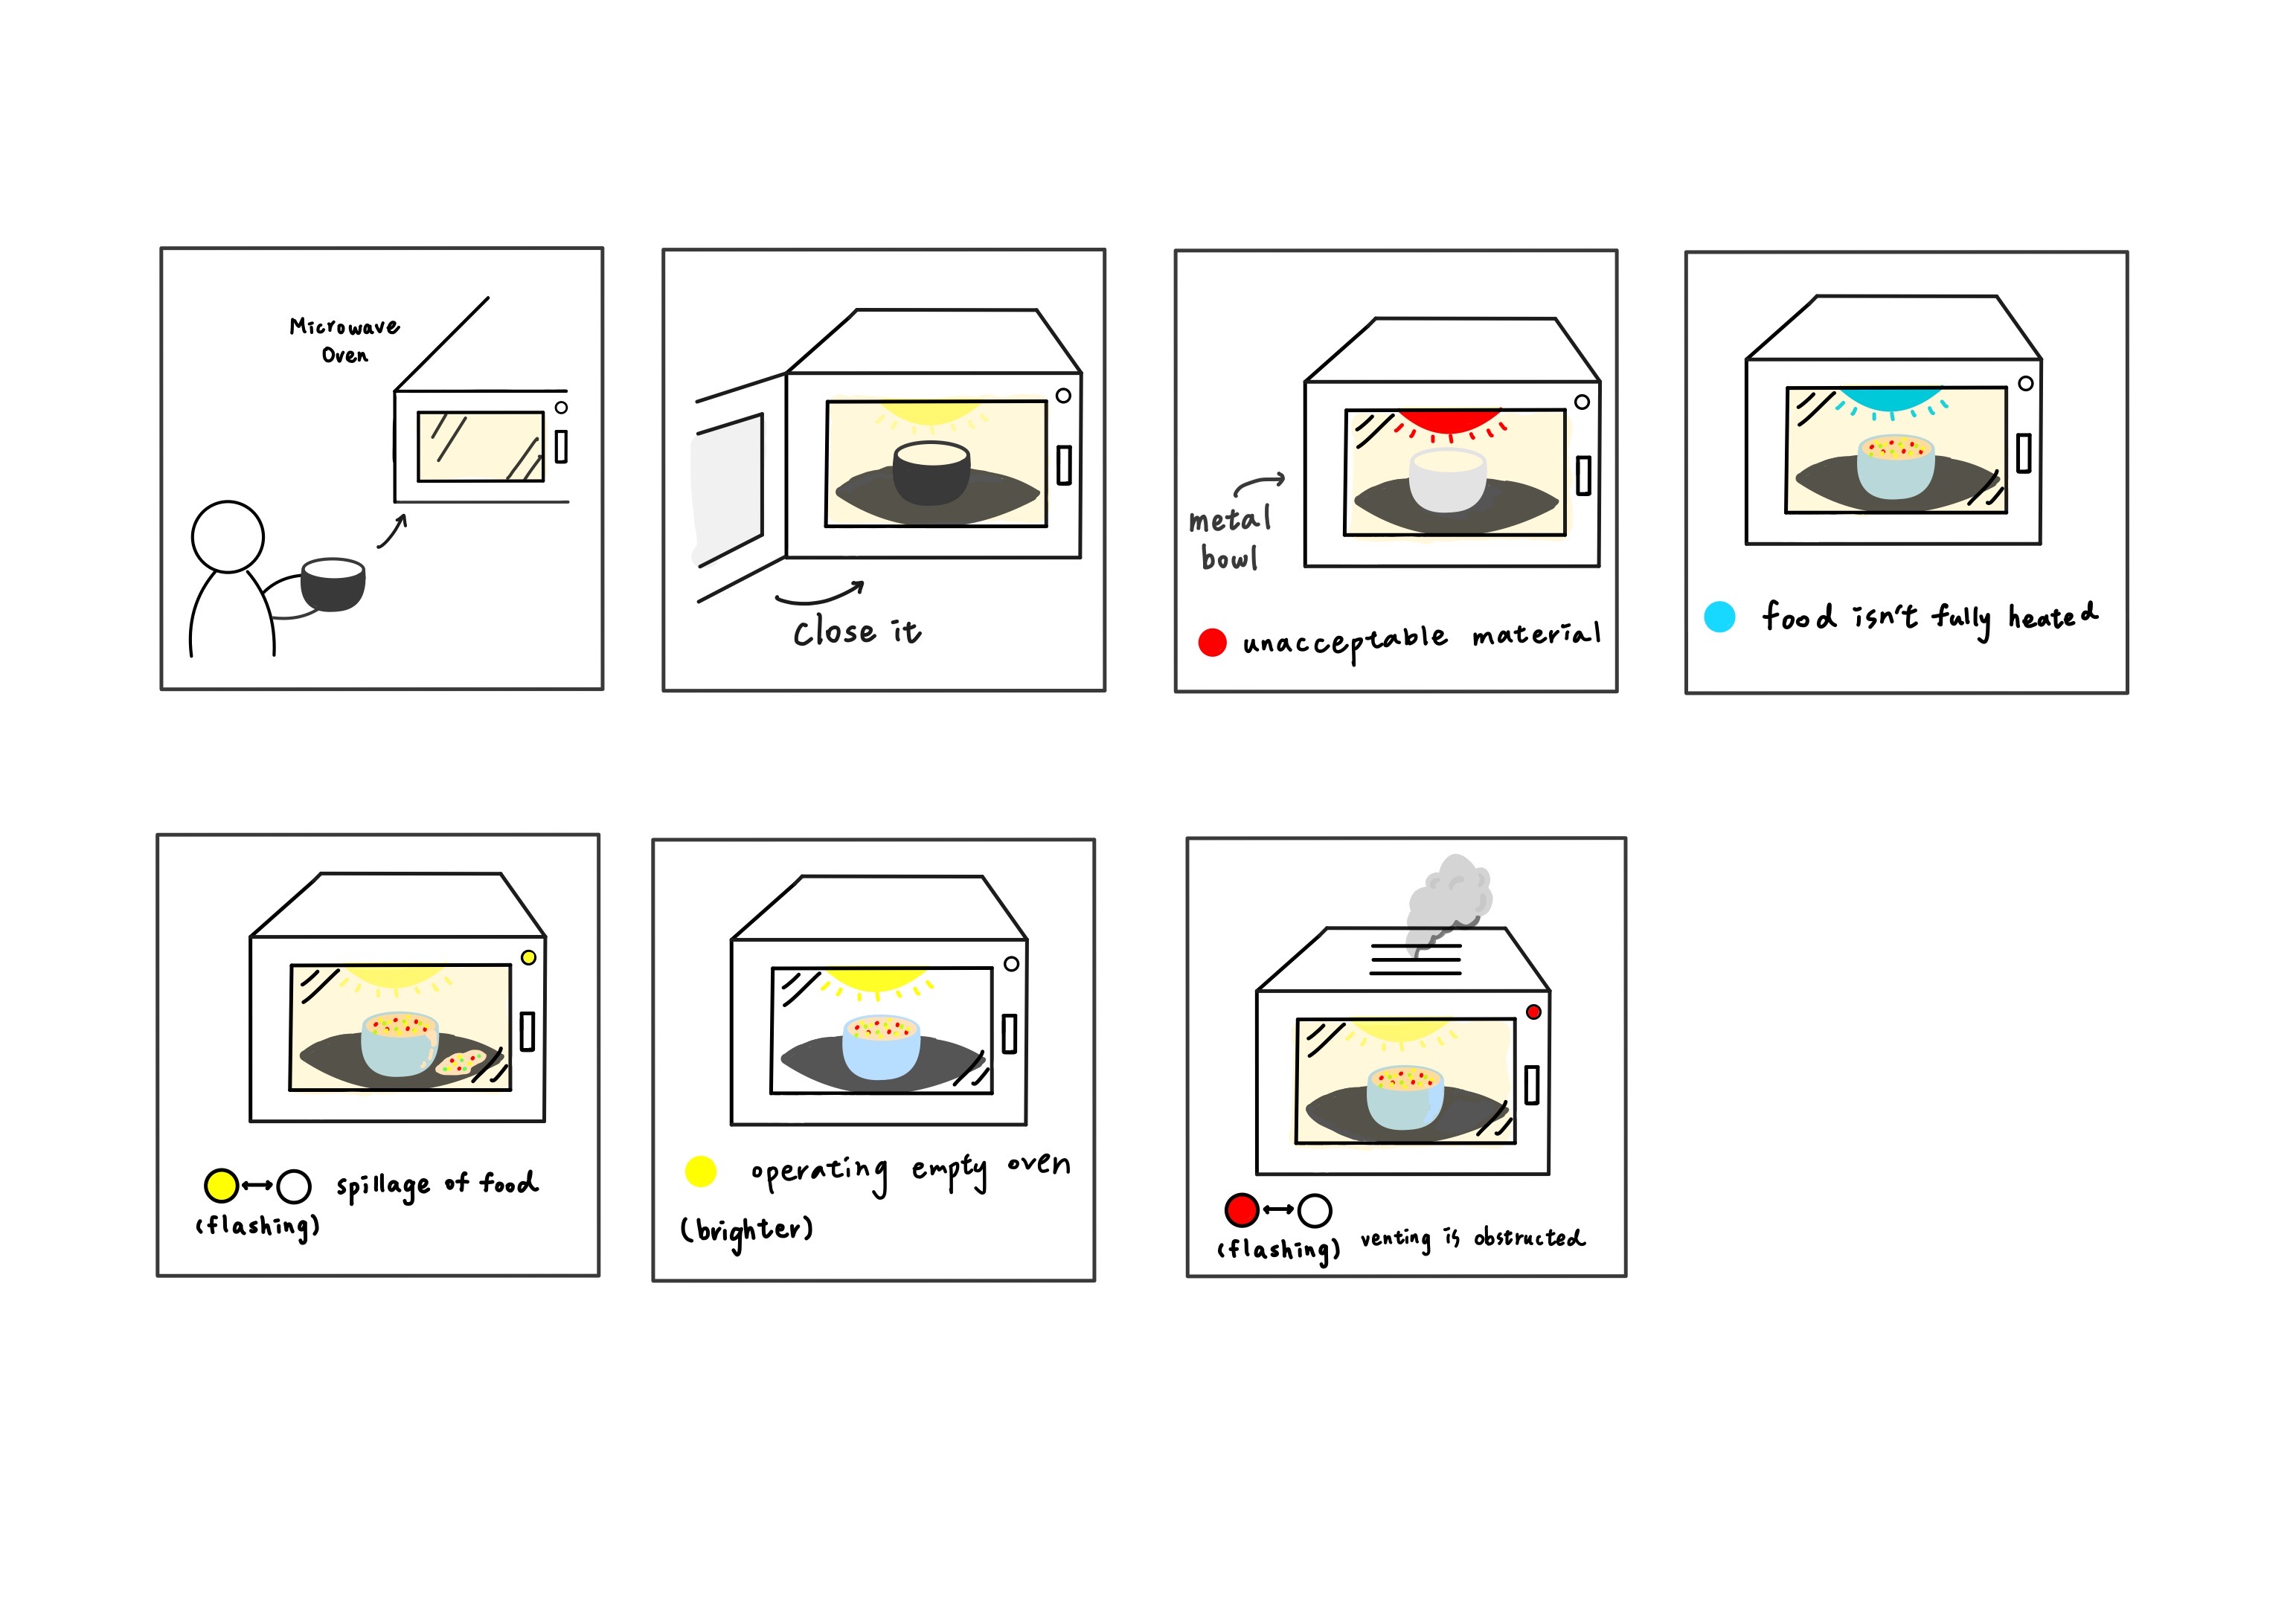 Microwave
Oven
Close it
metal
bowl
unacceptable material
food isn't fully heated
spillage of food
(flashing)
operating empty oven
(brighter)
(flashing) venting is obstructed